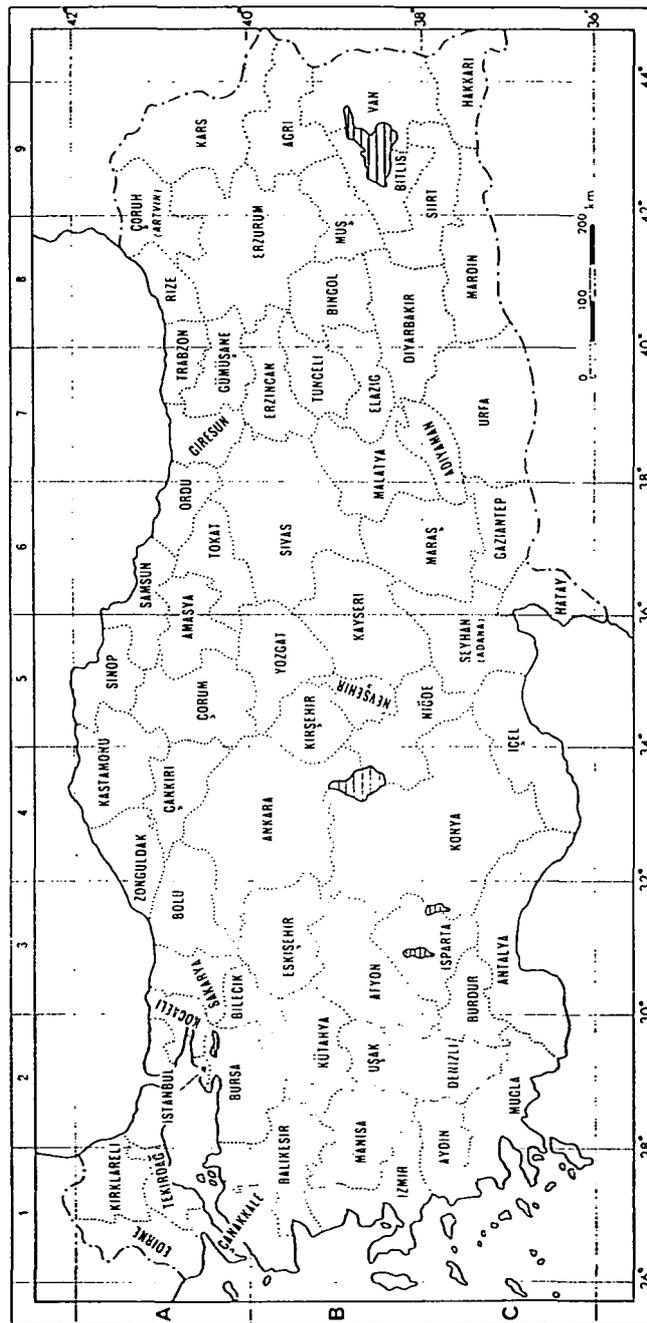 1 2 3 4 5 6 7 8 9
42°
40°
38°
36°
A
B
C
26° 28° 30° 32° 34° 36° 38° 40° 42° 44°
EDIRNE
KIRKLARELI
TEKIRDAĞ
ISTANBUL
ÇANAKKALE
KOCAELI
SAKARYA
BILECIK
BURSA
BALIKESIR
MANISA
IZMIR
AYDIN
MUĞLA
DENIZLI
UŞAK
KÜTAHYA
AFYON
BURDUR
ISPARTA
ANTALYA
ESKIŞEHIR
BOLU
ZONGULDAK
KASTAMONU
ÇANKIRI
ANKARA
KONYA
SINOP
ÇORUM
KIRŞEHIR
NEVŞEHIR
NIĞDE
IÇEL
YOZGAT
SAMSUN
AMASYA
TOKAT
KAYSERI
SEYHAN
(ADANA)
HATAY
ORDU
SIVAS
MARAŞ
GAZIANTEP
GIRESUN
MALATYA
ADIYAMAN
URFA
TRABZON
GÜMÜŞANE
ERZINCAN
TUNCELI
ELAZIG
DIYARBAKIR
RIZE
ERZURUM
BINGOL
MUŞ
MARDIN
ÇORUH
(ARTVIN)
KARS
AGRI
VAN
BITLIS
SIIRT
HAKKARI
0 100 200 km